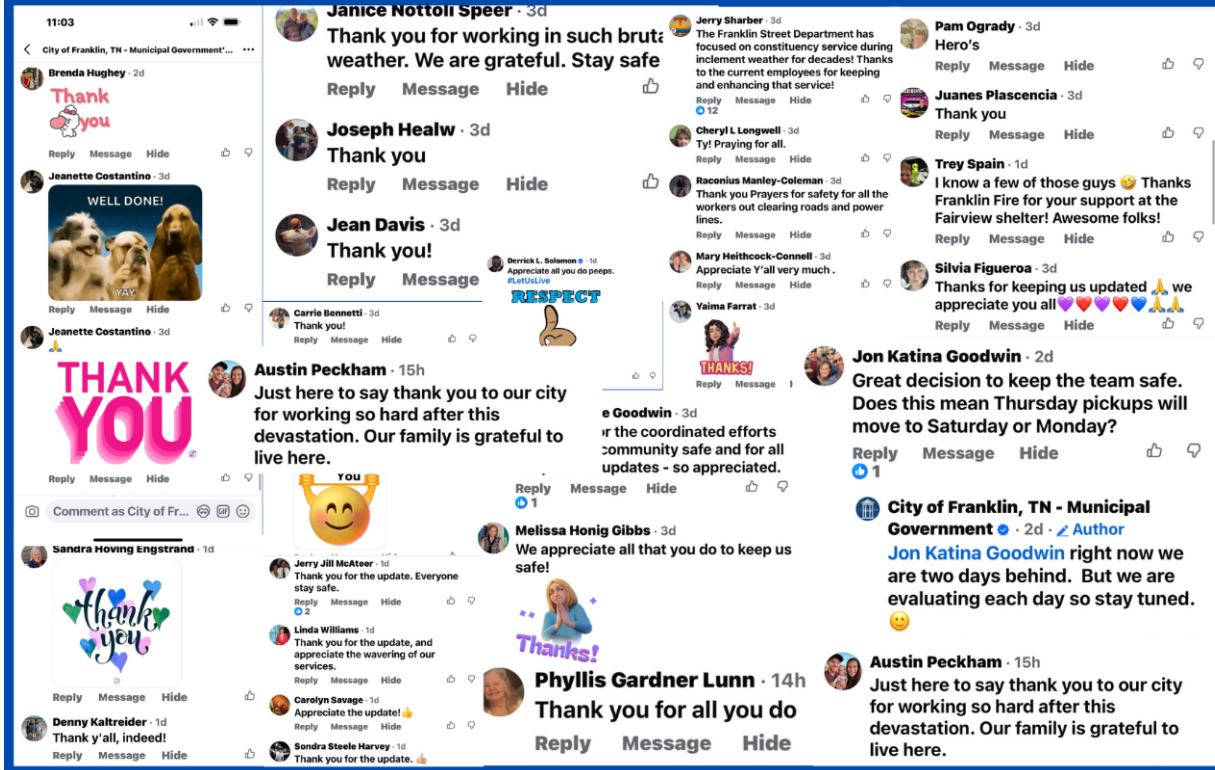 11:03
City of Franklin, TN - Municipal Government'... •••
Brenda Hughey · 2d
Thank
you
Reply Message Hide
Jeanette Costantino · 3d
WELL DONE!
YAY
Reply Message Hide
Jeanette Costantino · 3d
🙏
THANK
YOU
Reply Message Hide
Comment as City of Fr... GIF
Sandra Hoving Engstrand · 1d
thank
you
Reply Message Hide
Denny Kaltreider · 1d
Thank y'all, indeed!
Reply Message Hide
Janice Nottoli Speer · 3d
Thank you for working in such
weather. We are grateful. Stay safe
Reply Message Hide
Joseph Healw · 3d
Thank you
Reply Message Hide
Jean Davis · 3d
Thank you!
Reply Message
Carrie Bennetti · 3d
Thank you!
Reply Message Hide
Derrick L. Solomon · 1d
Appreciate all you do peeps.
#LetUsLive
RESPECT
Austin Peckham · 15h
Just here to say thank you to our city
for working so hard after this
devastation. Our family is grateful to
live here.
You
Jerry Jill McAteer · 1d
Thank you for the update. Everyone
stay safe.
Reply Message Hide
2
Linda Williams · 1d
Thank you for the update, and
appreciate the wavering of our
services.
Reply Message Hide
Carolyn Savage · 1d
Appreciate the update!👍
Reply Message Hide
Sondra Steele Harvey · 1d
Thank you for the update. 👍
Jerry Sharber · 3d
The Franklin Street Department has
focused on constituency service during
inclement weather for decades! Thanks
to the current employees for keeping
and enhancing that service!
Reply Message Hide
12
Cheryl L Longwell · 3d
Ty! Praying for all.
Reply Message Hide
Raconius Manley-Coleman · 3d
Thank you Prayers for safety for all the
workers out clearing roads and power
lines.
Reply Message Hide
Mary Heithcock-Connell · 3d
Appreciate Y'all very much .
Reply Message Hide
Yaima Farrat · 3d
THANKS!
Reply Message
Goodwin · 3d
the coordinated efforts
community safe and for all
updates - so appreciated.
Reply Message Hide
1
Melissa Honig Gibbs · 3d
We appreciate all that you do to keep us
safe!
Thanks!
Phyllis Gardner Lunn · 14h
Thank you for all you do
Reply Message Hide
Pam Ogrady · 3d
Hero's
Reply Message Hide
Juanes Plascencia · 3d
Thank you
Reply Message Hide
Trey Spain · 1d
I know a few of those guys 🤣 Thanks
Franklin Fire for your support at the
Fairview shelter! Awesome folks!
Reply Message Hide
Silvia Figueroa · 3d
Thanks for keeping us updated 🙏 we
appreciate you all💜❤️💜❤️❤️💙🙏🙏
Reply Message Hide
Jon Katina Goodwin · 2d
Great decision to keep the team safe.
Does this mean Thursday pickups will
move to Saturday or Monday?
Reply Message Hide
1
City of Franklin, TN - Municipal
Government · 2d · Author
Jon Katina Goodwin right now we
are two days behind. But we are
evaluating each day so stay tuned.
🙂
Austin Peckham · 15h
Just here to say thank you to our city
for working so hard after this
devastation. Our family is grateful to
live here.